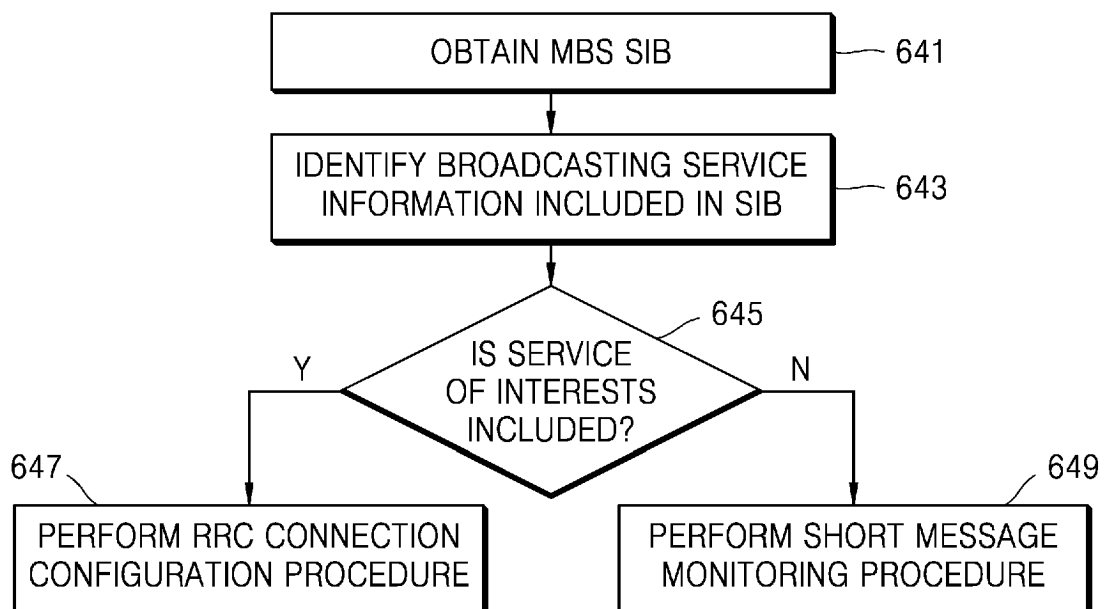 OBTAIN MBS SIB
641
IDENTIFY BROADCASTING SERVICE
INFORMATION INCLUDED IN SIB
643
645
IS SERVICE
OF INTERESTS
INCLUDED?
Y
N
647
649
PERFORM RRC CONNECTION
CONFIGURATION PROCEDURE
PERFORM SHORT MESSAGE
MONITORING PROCEDURE